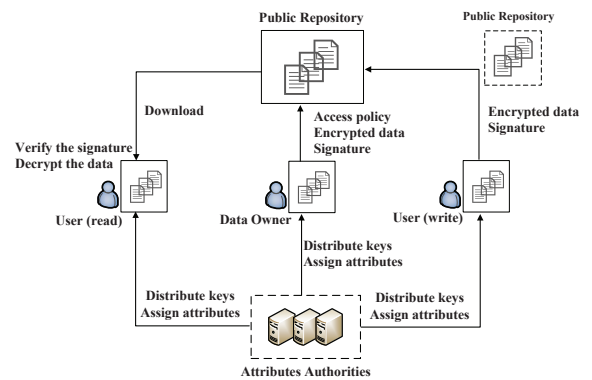 Public Repository
Public Repository
Download
Access policy
Encrypted data
Signature
Encrypted data
Signature
Verify the signature
Decrypt the data
User (read)
Data Owner
User (write)
Distribute keys
Assign attributes
Distribute keys
Assign attributes
Distribute keys
Assign attributes
Attributes Authorities